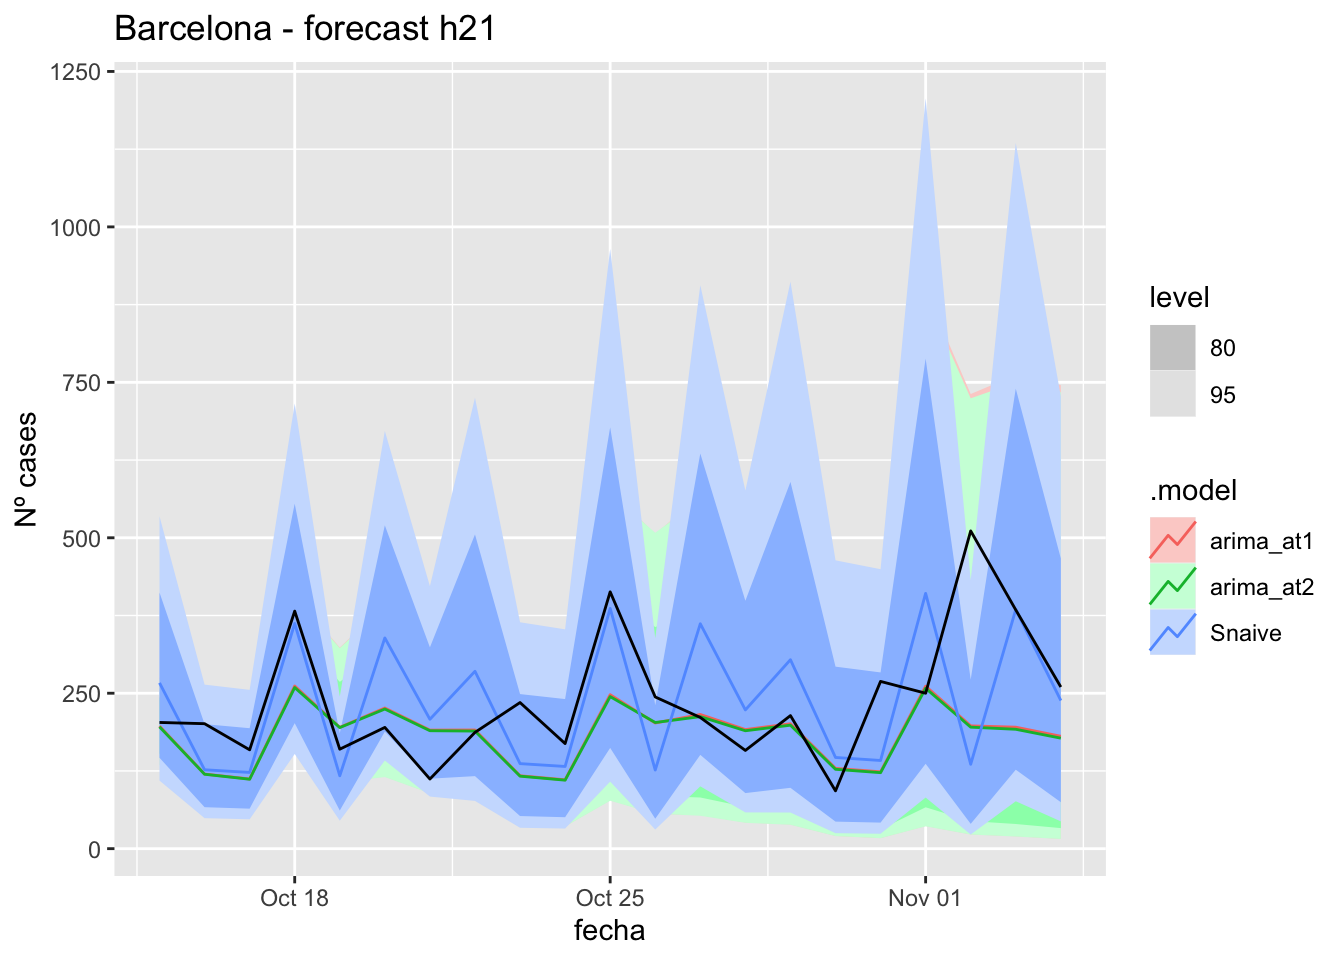 Barcelona - forecast h21
1250
1000
750
500
250
0
Nº cases
Oct 18
Oct 25
Nov 01
fecha
level
80
95
.model
arima_at1
arima_at2
Snaive